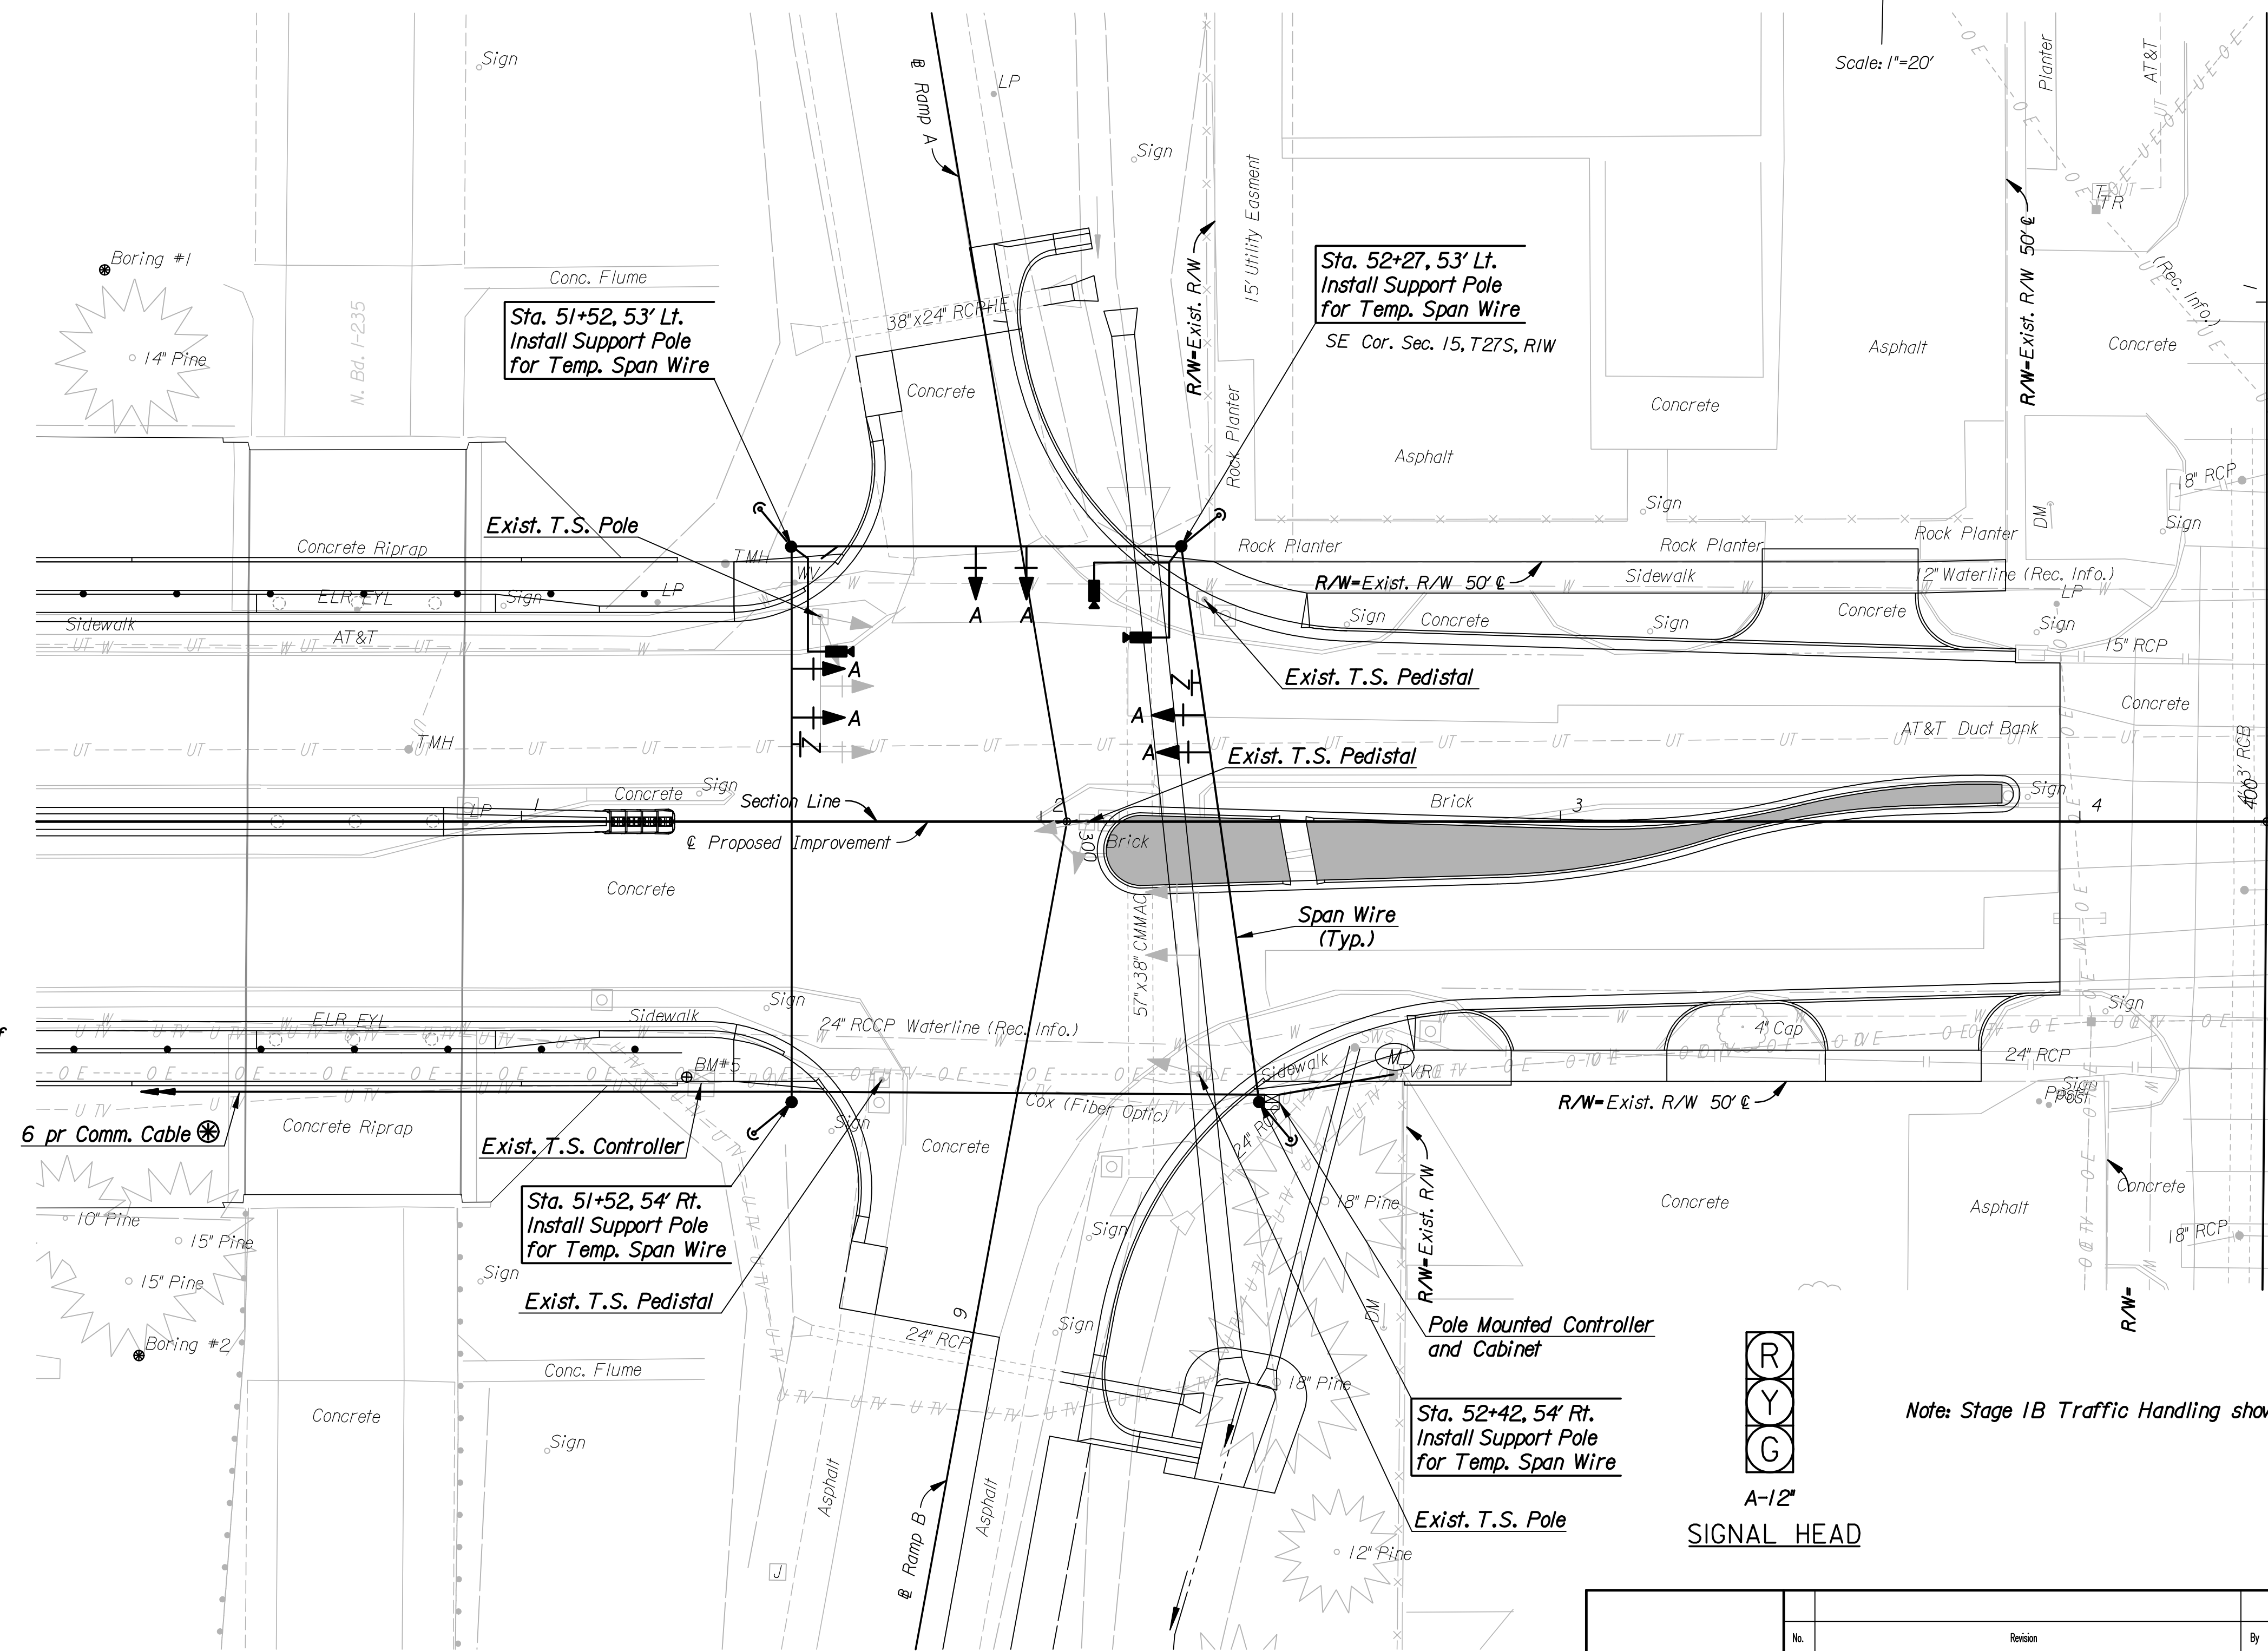 Scale: 1"=20'
Planter
AT&T
Sign
LP
℄ Ramp A
Sign
UT
TR
15' Utility Easment
R/W=Exist. R/W
R/W=Exist. R/W 50' ℄
(Rec. Info.)
Boring #1
Conc. Flume
14" Pine
N. Bd. I-235
38"x24" RCPHE
1
Sta. 51+52, 53' Lt.
Install Support Pole
for Temp. Span Wire
Sta. 52+27, 53' Lt.
Install Support Pole
for Temp. Span Wire
SE Cor. Sec. 15, T27S, R1W
Asphalt
Concrete
Concrete
Concrete
Rock Planter
Asphalt
18" RCP
Sign
DM
Sign
Exist. T.S. Pole
Concrete Riprap
TMH
WV
W
Rock Planter
Rock Planter
Rock Planter
R/W=Exist. R/W 50' ℄
Sidewalk
12" Waterline (Rec. Info.)
ELR EYL
Sign
LP
A
A
LP
Sidewalk
AT&T
Sign
Concrete
Sign
Concrete
Sign
15" RCP
A
Exist. T.S. Pedistal
A
A
Concrete
TMH
UT
AT&T Duct Bank
A
Exist. T.S. Pedistal
4'x3' RCB
400
Sign
LP
1
Concrete
Section Line
2
Brick
3
Sign
4
℄ Proposed Improvement
300
Brick
Concrete
Span Wire
(Typ.)
57"x38" CMMAC
Sign
ELR EYL
Sidewalk
24" RCCP Waterline (Rec. Info.)
4" Cap
Sign
BM#5
SWS
M
TVR
Sidewalk
24" RCP
Sign
Post
Post
Cox (Fiber Optic)
R/W=Exist. R/W 50' ℄
6 pr Comm. Cable
Concrete Riprap
Exist. T.S. Controller
Sign
Concrete
Sta. 51+52, 54' Rt.
Install Support Pole
for Temp. Span Wire
18" Pine
R/W=Exist. R/W
Concrete
Asphalt
Concrete
10" Pine
15" Pine
15" Pine
Sign
Sign
18" RCP
Exist. T.S. Pedistal
9
Sign
DM
R/W=
Boring #2
24" RCP
Pole Mounted Controller
and Cabinet
Conc. Flume
18" Pine
R
Y
G
Concrete
Sign
Sta. 52+42, 54' Rt.
Install Support Pole
for Temp. Span Wire
Note: Stage 1B Traffic Handling show
A-12"
SIGNAL HEAD
Exist. T.S. Pole
Asphalt
Asphalt
℄ Ramp B
12" Pine
J
No.
Revision
By